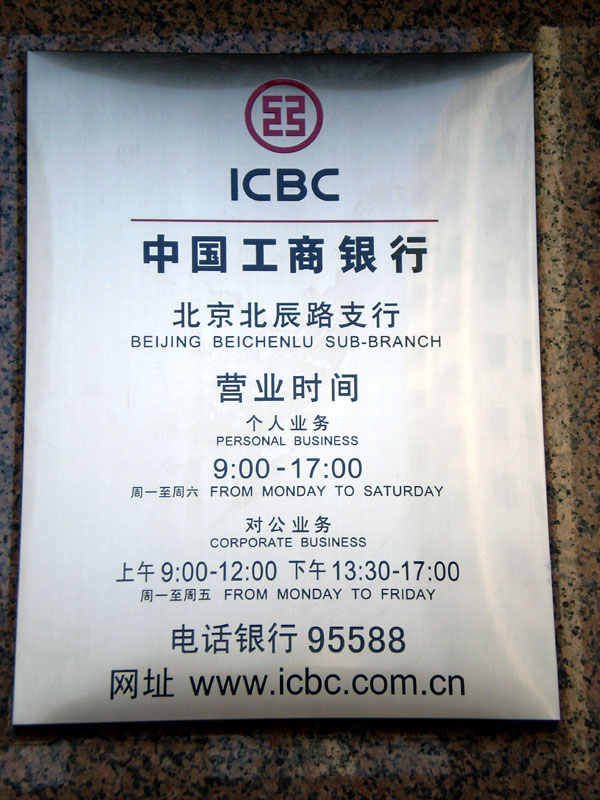 ICBC
中国工商银行
北京北辰路支行
BEIJING BEICHENLU SUB-BRANCH
营业时间
个人业务
PERSONAL BUSINESS
9:00-17:00
周一至周六 FROM MONDAY TO SATURDAY
对公业务
CORPORATE BUSINESS
上午9:00-12:00 下午13:30-17:00
周一至周五 FROM MONDAY TO FRIDAY
电话银行 95588
网址 www.icbc.com.cn